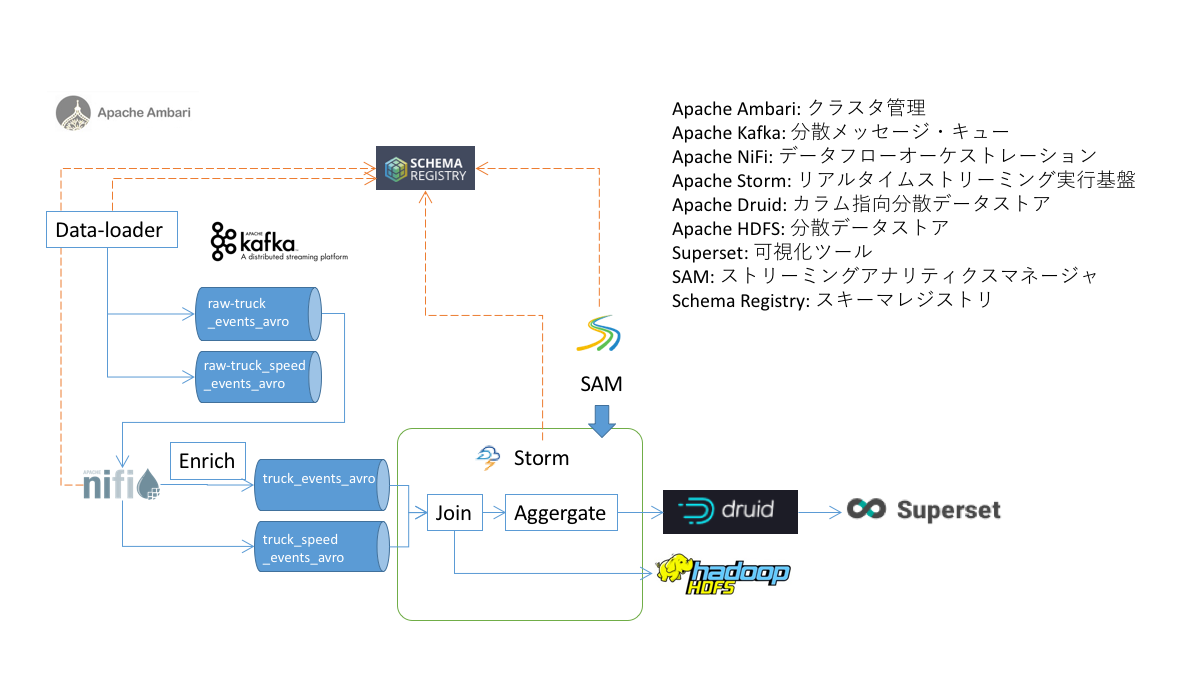 Apache Ambari
Apache Ambari: クラスタ管理
Apache Kafka: 分散メッセージ・キュー
Apache NiFi: データフローオーケストレーション
Apache Storm: リアルタイムストリーミング実行基盤
Apache Druid: カラム指向分散データストア
Apache HDFS: 分散データストア
Superset: 可視化ツール
SAM: ストリーミングアナリティクスマネージャ
Schema Registry: スキーマレジストリ
SCHEMA
REGISTRY
Data-loader
APACHE
kafka
A distributed streaming platform
raw-truck
_events_avro
raw-truck_speed
_events_avro
SAM
Storm
Enrich
APACHE
nifi
truck_events_avro
truck_speed
_events_avro
Join
Aggergate
druid
Superset
hadoop
HDFS